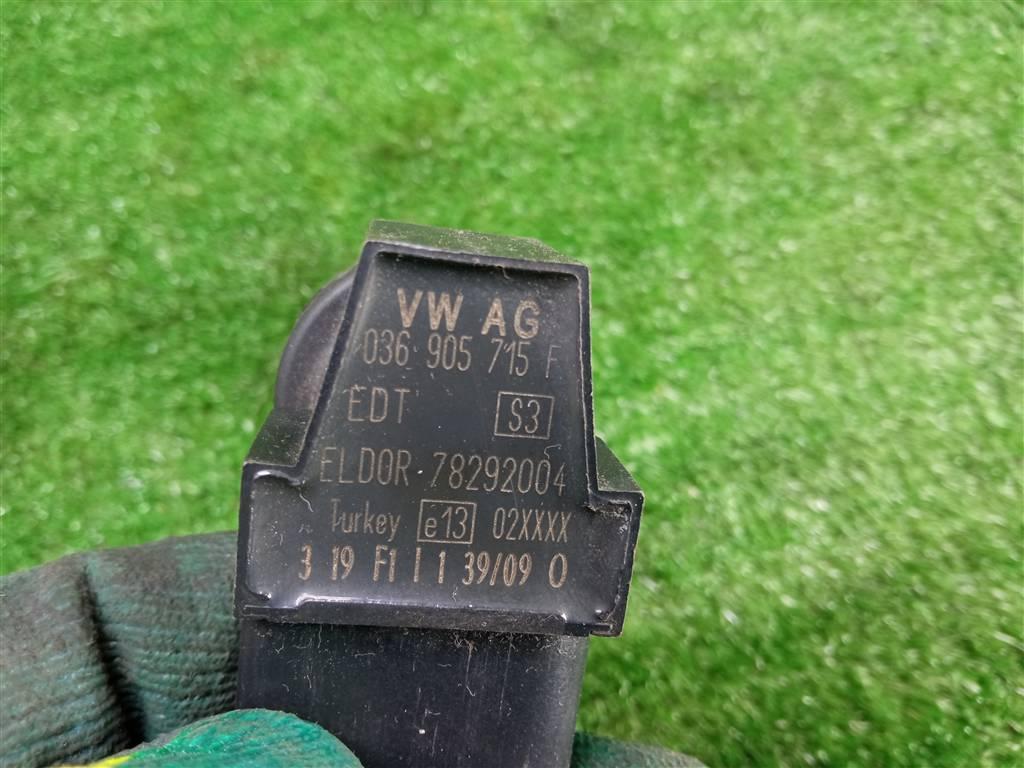 VW AG
036 905 715 F
EDT S3
ELDOR 78292004
Turkey e13 02XXXX
3 19 F1 I 1 39/09 0